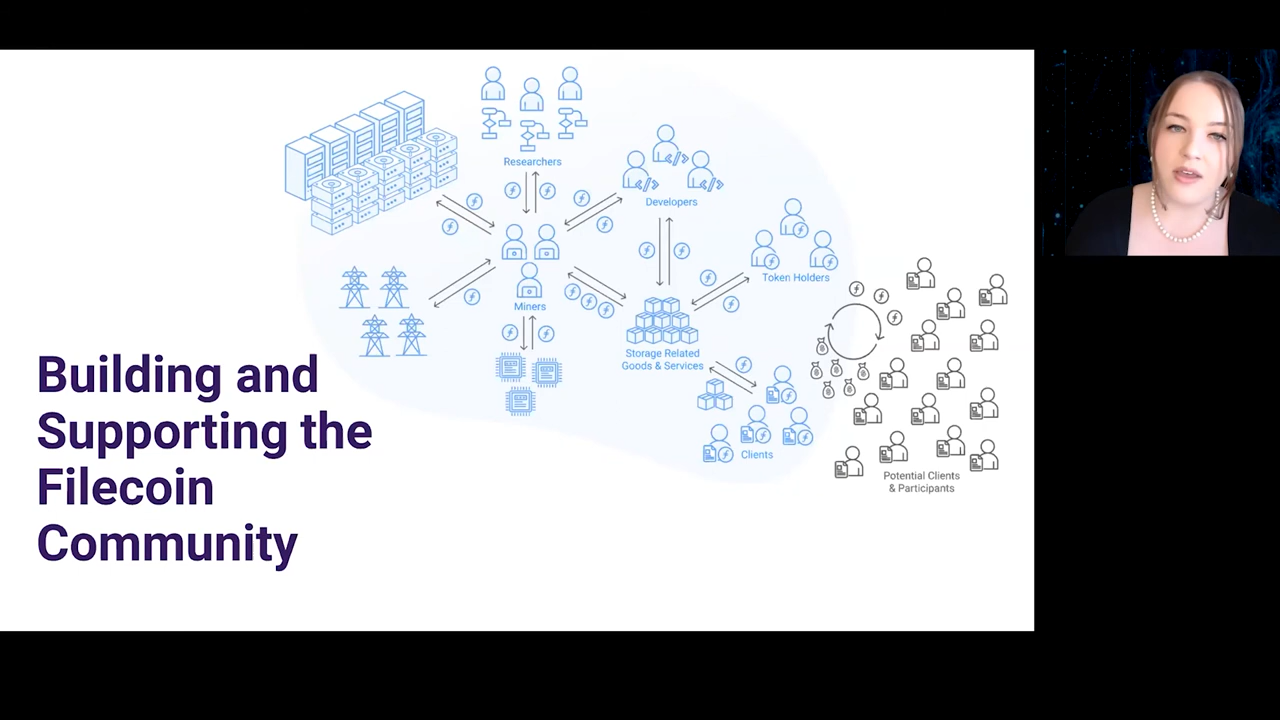 Researchers
Developers
Token Holders
Miners
Storage Related
Goods & Services
Clients
Potential Clients
& Participants
Building and
Supporting the
Filecoin
Community